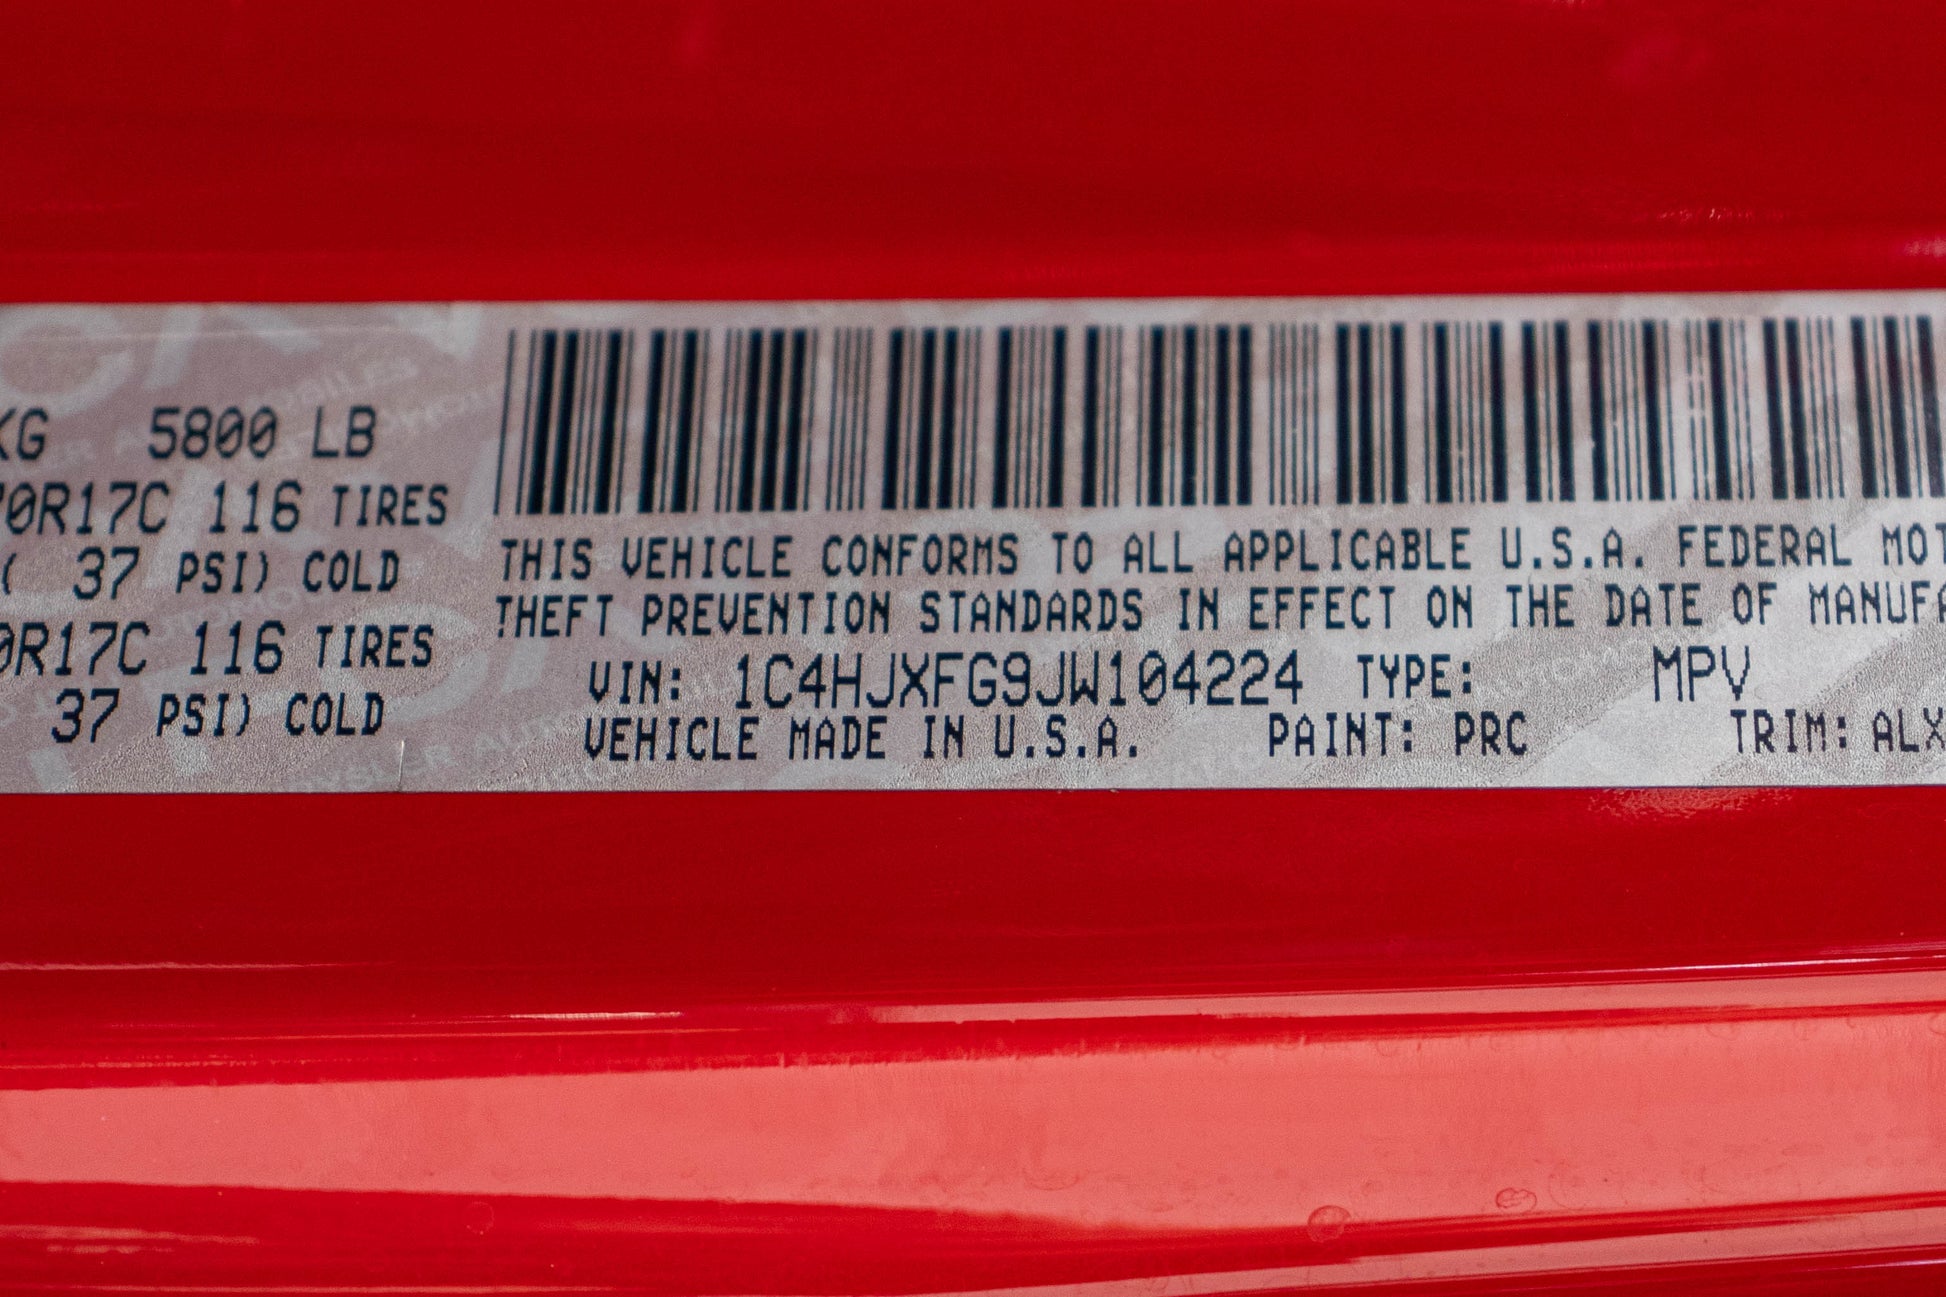 KG 5800 LB
70R17C 116 TIRES
( 37 PSI) COLD
0R17C 116 TIRES
37 PSI) COLD
THIS VEHICLE CONFORMS TO ALL APPLICABLE U.S.A. FEDERAL MOT
THEFT PREVENTION STANDARDS IN EFFECT ON THE DATE OF MANUFA
VIN: 1C4HJXFG9JW104224 TYPE: MPV
VEHICLE MADE IN U.S.A. PAINT: PRC TRIM: ALX